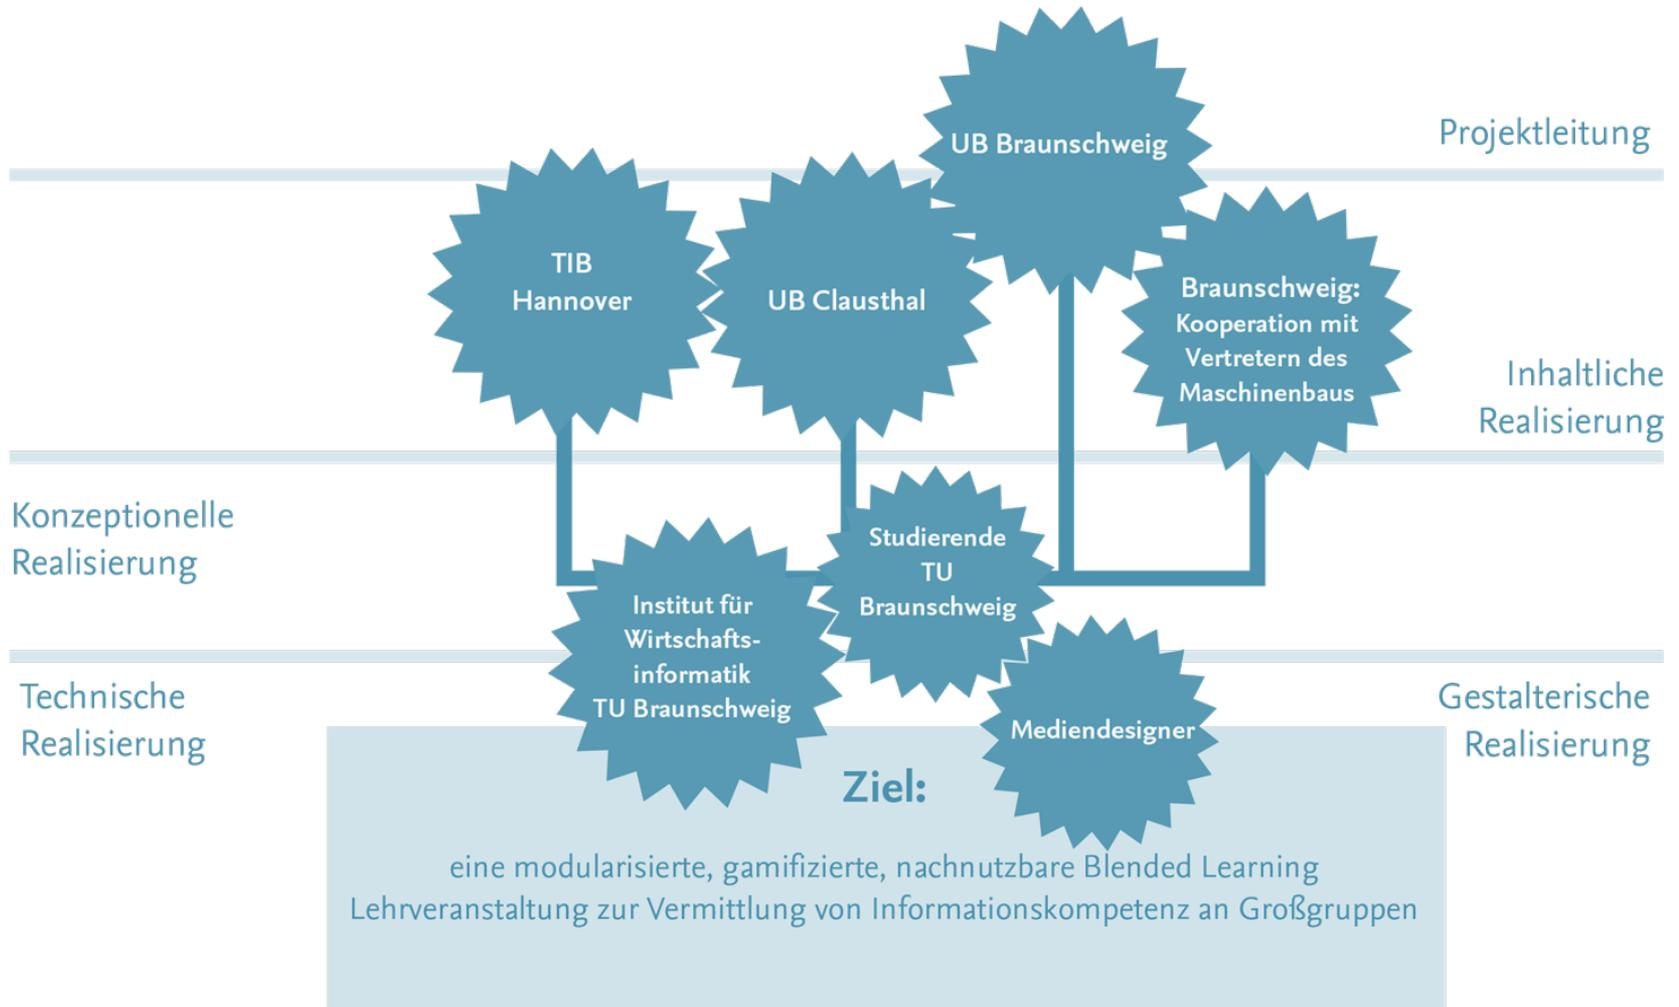 UB Braunschweig
Projektleitung
TIB
Hannover
UB Clausthal
Braunschweig:
Kooperation mit
Vertretern des
Maschinenbaus
Inhaltliche
Realisierung
Konzeptionelle
Realisierung
Studierende
TU
Braunschweig
Institut für
Wirtschafts-
informatik
TU Braunschweig
Technische
Realisierung
Mediendesigner
Gestalterische
Realisierung
Ziel:
eine modularisierte, gamifizierte, nachnutzbare Blended Learning
Lehrveranstaltung zur Vermittlung von Informationskompetenz an Großgruppen